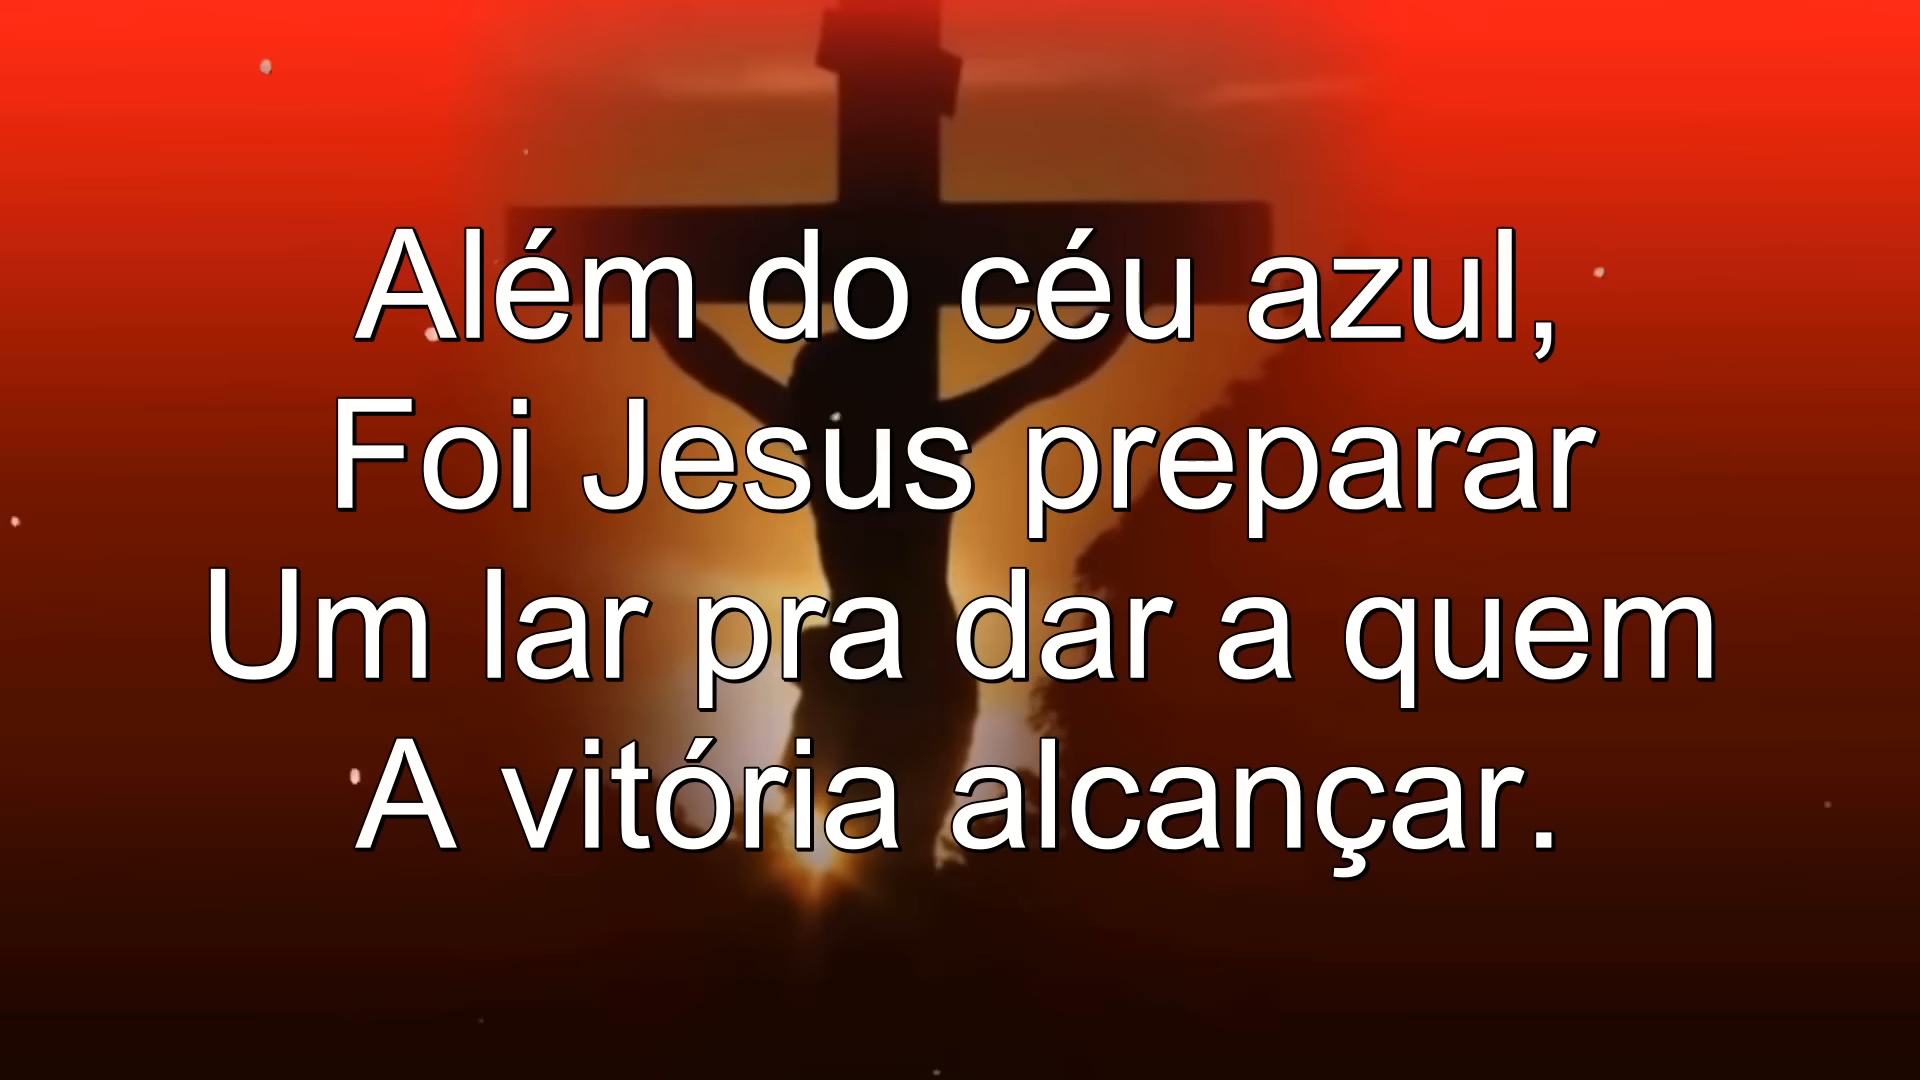 Além do céu azul,
Foi Jesus preparar
Um lar pra dar a quem
A vitória alcançar.